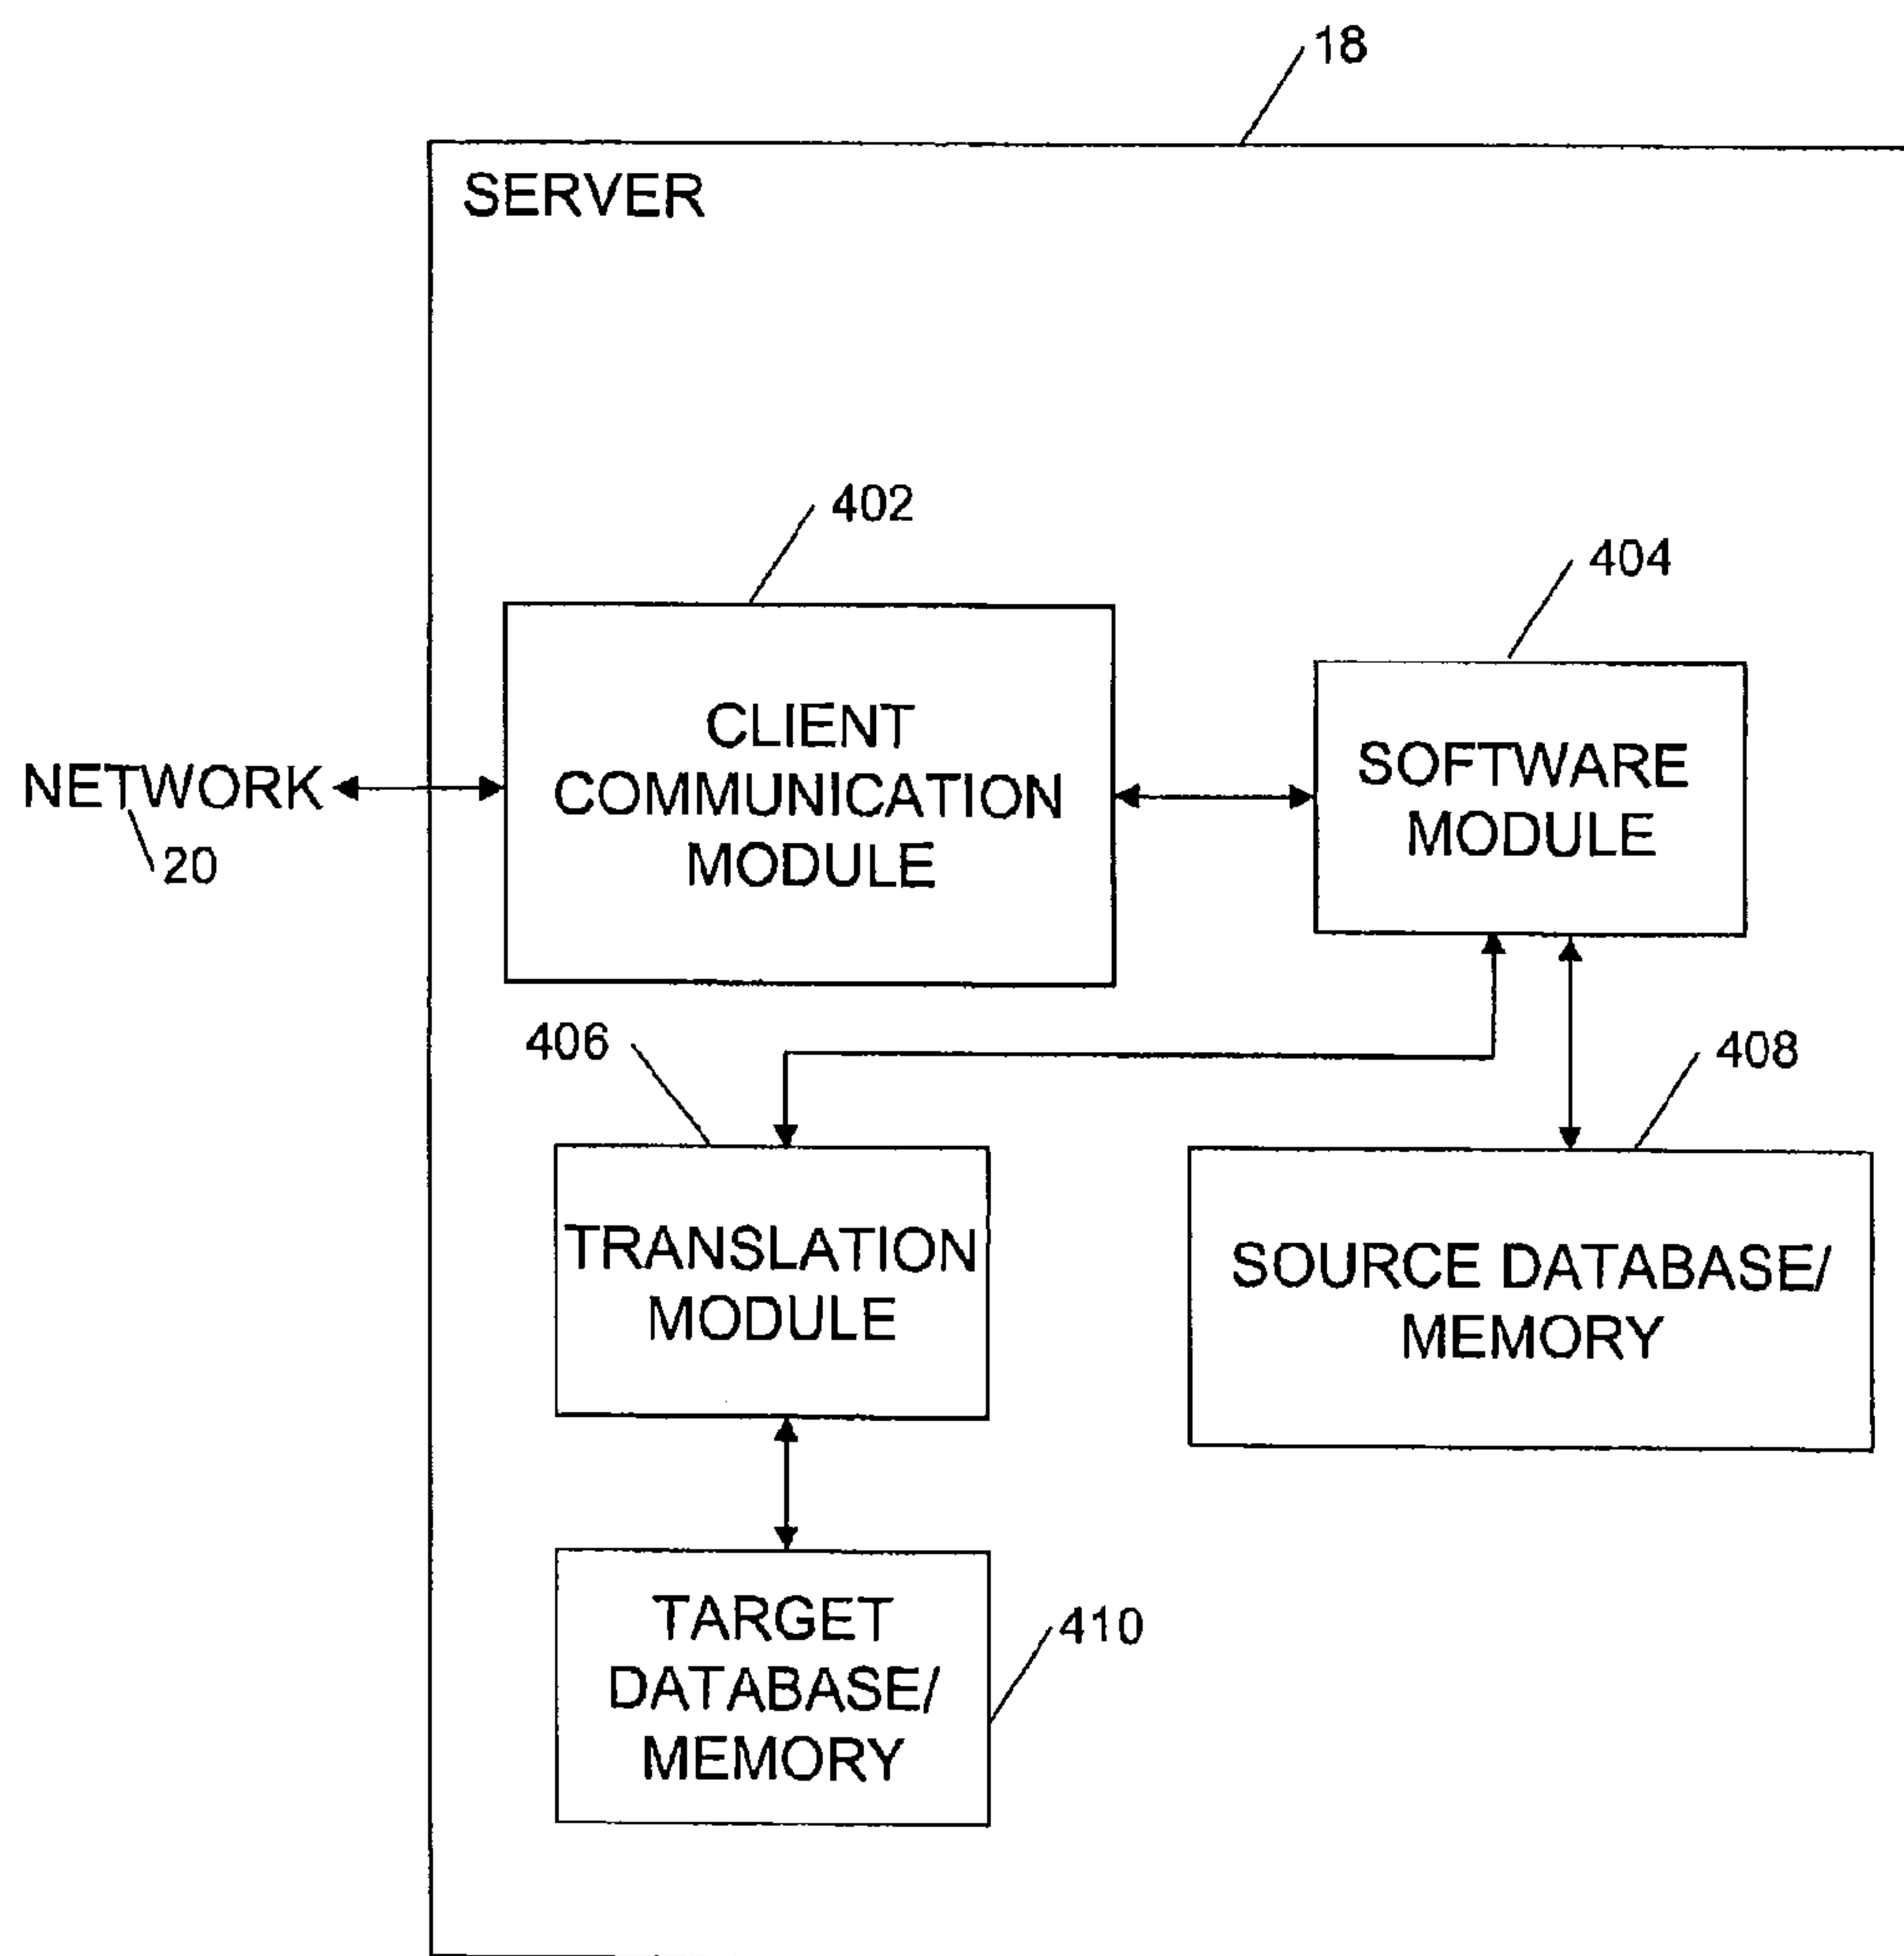 18
SERVER
402
404
CLIENT
COMMUNICATION
MODULE
SOFTWARE
MODULE
NETWORK
20
406
408
TRANSLATION
MODULE
SOURCE DATABASE/
MEMORY
TARGET
DATABASE/
MEMORY
410